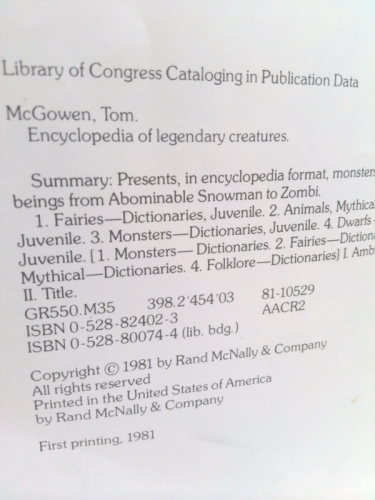 Library of Congress Cataloging in Publication Data
McGowen, Tom.
Encyclopedia of legendary creatures.
Summary: Presents, in encyclopedia format, monsters
beings from Abominable Snowman to Zombi.
1. Fairies—Dictionaries, Juvenile. 2. Animals, Mythica
Juvenile. 3. Monsters—Dictionaries, Juvenile. 4. Dwarfs-
Juvenile. [1. Monsters— Dictionaries. 2. Fairies—Diction
Mythical—Dictionaries. 4. Folklore—Dictionaries] I. Amb
II. Title.
GR550.M35 398.2'454'03 81-10529
ISBN 0-528-82402-3 AACR2
ISBN 0-528-80074-4 (lib. bdg.)
Copyright © 1981 by Rand McNally & Company
All rights reserved
Printed in the United States of America
by Rand McNally & Company
First printing, 1981